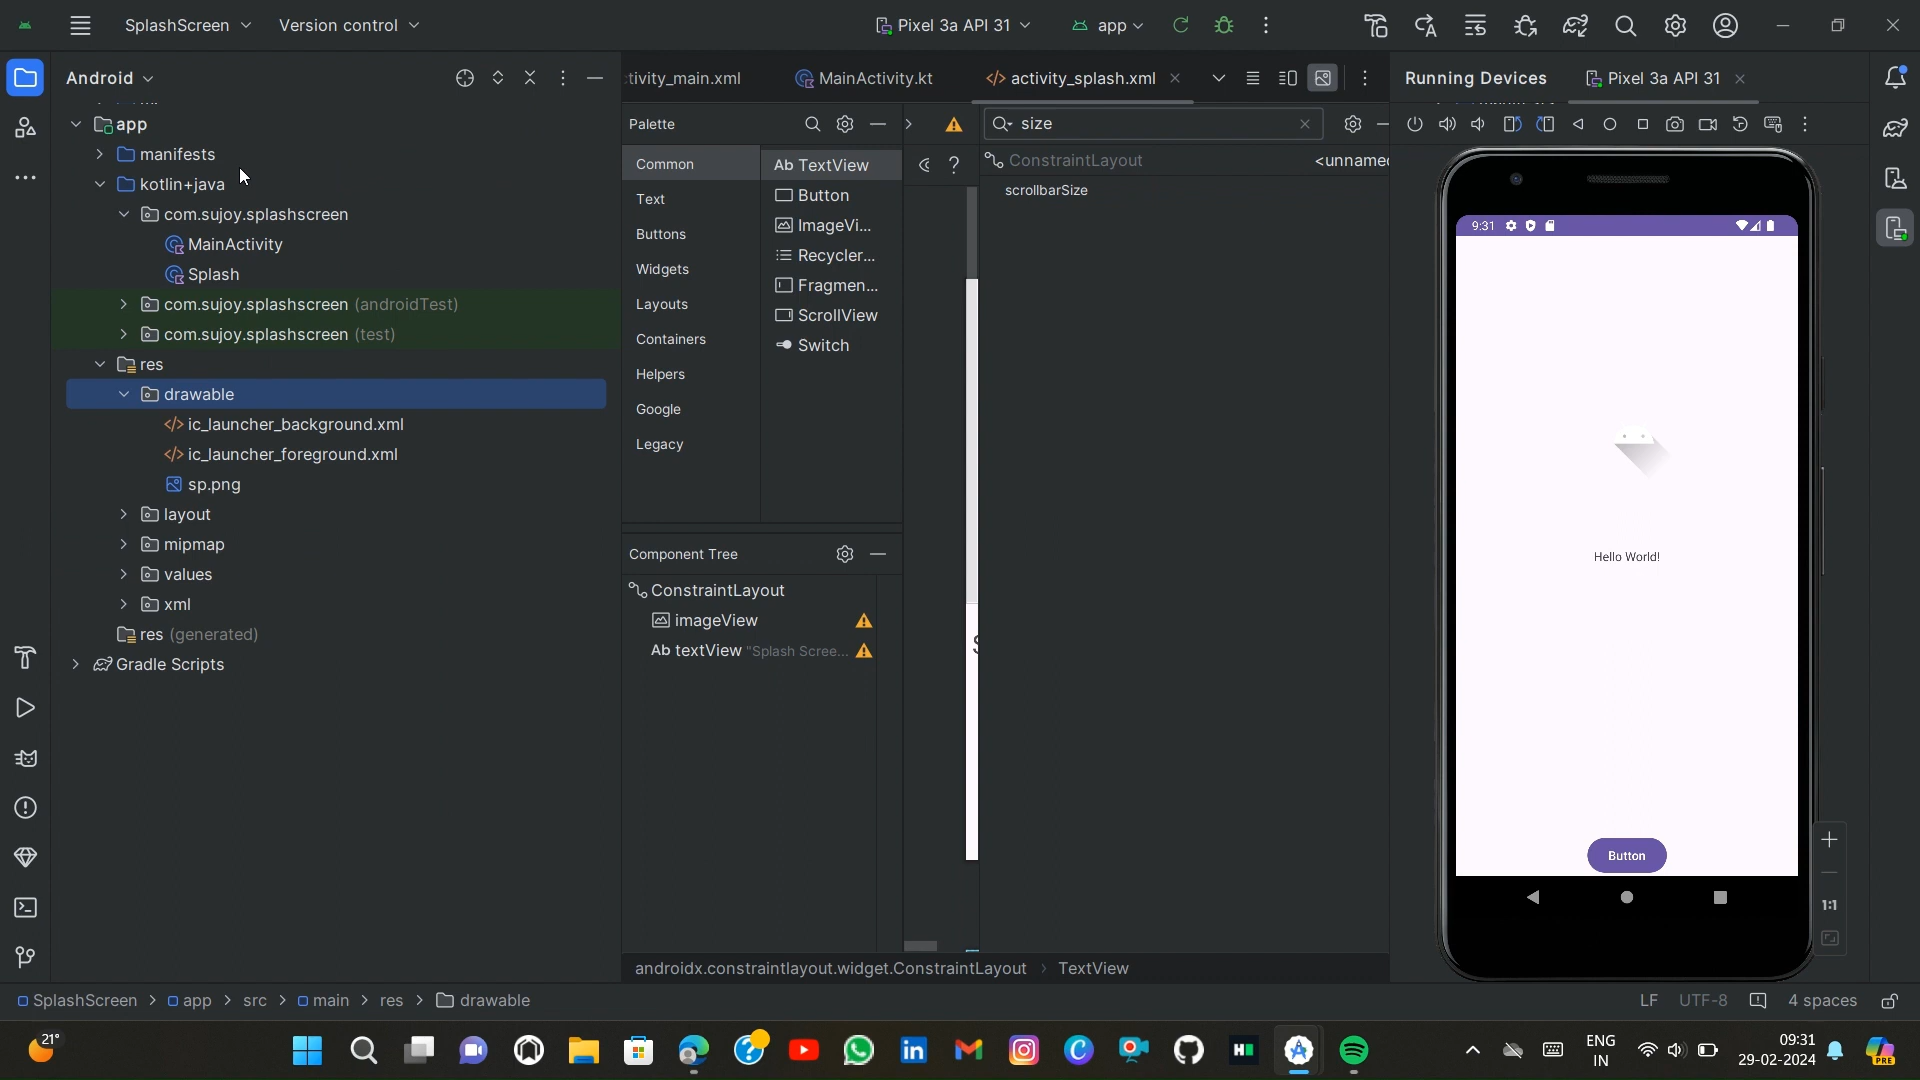 SplashScreen
Version control
Pixel 3a API 31
app
Android
app
manifests
kotlin+java
com.sujoy.splashscreen
MainActivity
Splash
com.sujoy.splashscreen (androidTest)
com.sujoy.splashscreen (test)
res
drawable
ic_launcher_background.xml
ic_launcher_foreground.xml
sp.png
layout
mipmap
values
xml
res (generated)
Gradle Scripts
tivity_main.xml
MainActivity.kt
activity_splash.xml
Palette
Common
Text
Buttons
Widgets
Layouts
Containers
Helpers
Google
Legacy
Ab TextView
Button
ImageVi...
Recycler...
Fragmen...
ScrollView
Switch
Component Tree
ConstraintLayout
imageView
Ab textView "Splash Scree...
size
ConstraintLayout <unnamed
scrollbarSize
androidx.constraintlayout.widget.ConstraintLayout > TextView
Running Devices
Pixel 3a API 31
9:31
Hello World!
Button
1:1
SplashScreen > app > src > main > res > drawable
LF UTF-8 4 spaces
21°
ENG
IN
09:31
29-02-2024
PRE